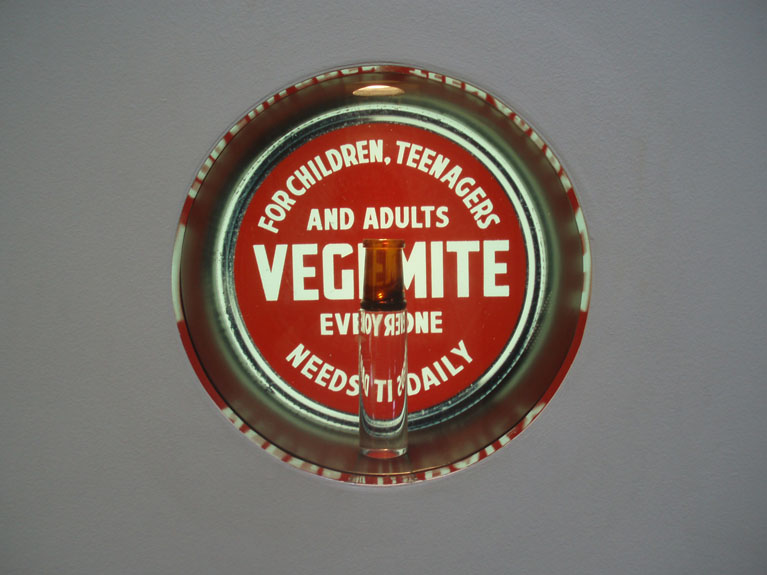 FOR CHILDREN, TEENAGERS
AND ADULTS
VEGEMITE
EVERYONE
NEEDS IT DAILY